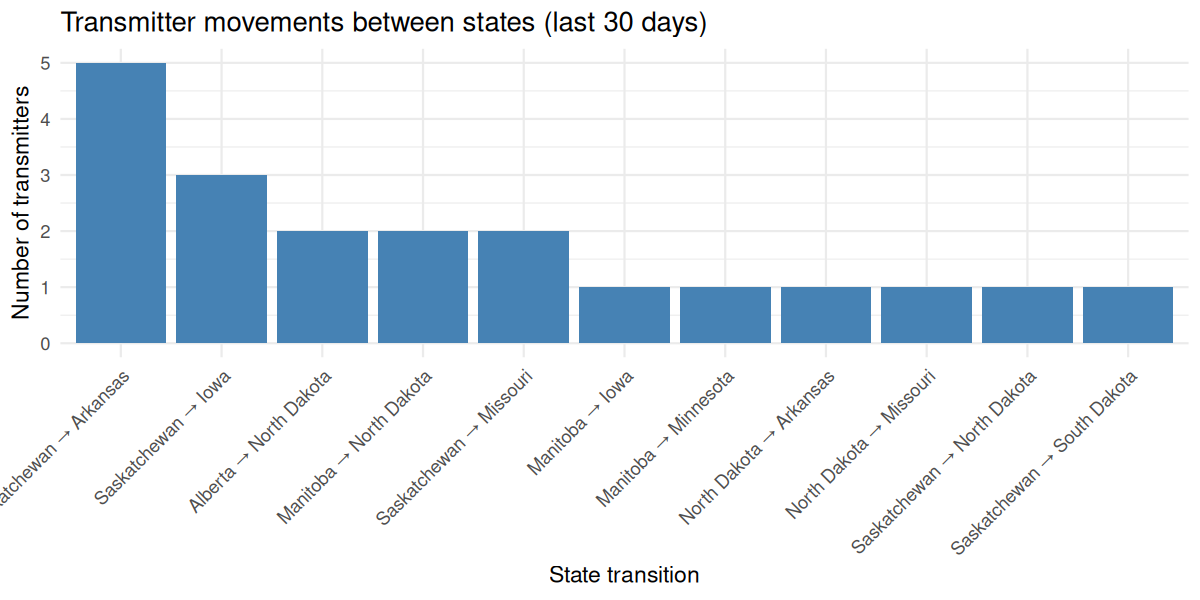 Transmitter movements between states (last 30 days)
Number of transmitters
5
4
3
2
1
0
atchewan → Arkansas
Saskatchewan → Iowa
Alberta → North Dakota
Manitoba → North Dakota
Saskatchewan → Missouri
Manitoba → Iowa
Manitoba → Minnesota
North Dakota → Arkansas
North Dakota → Missouri
Saskatchewan → North Dakota
Saskatchewan → South Dakota
State transition